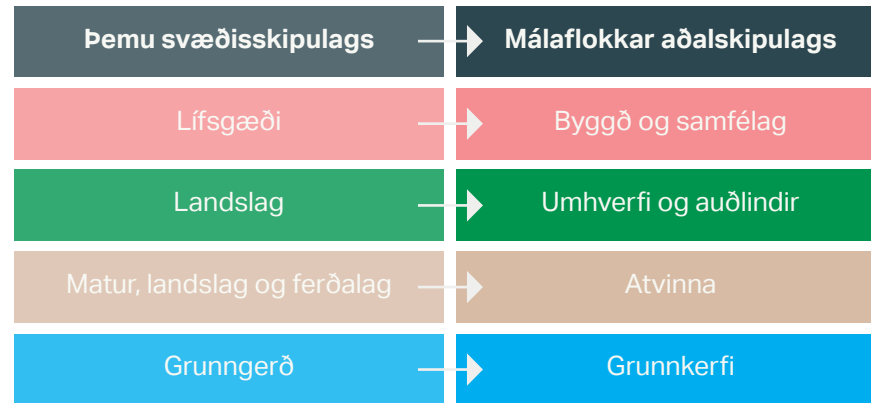 Þemu svæðisskipulags
Málaflokkar aðalskipulags
Lífsgæði
Byggð og samfélag
Landslag
Umhverfi og auðlindir
Matur, landslag og ferðalag
Atvinna
Grunngerð
Grunnkerfi